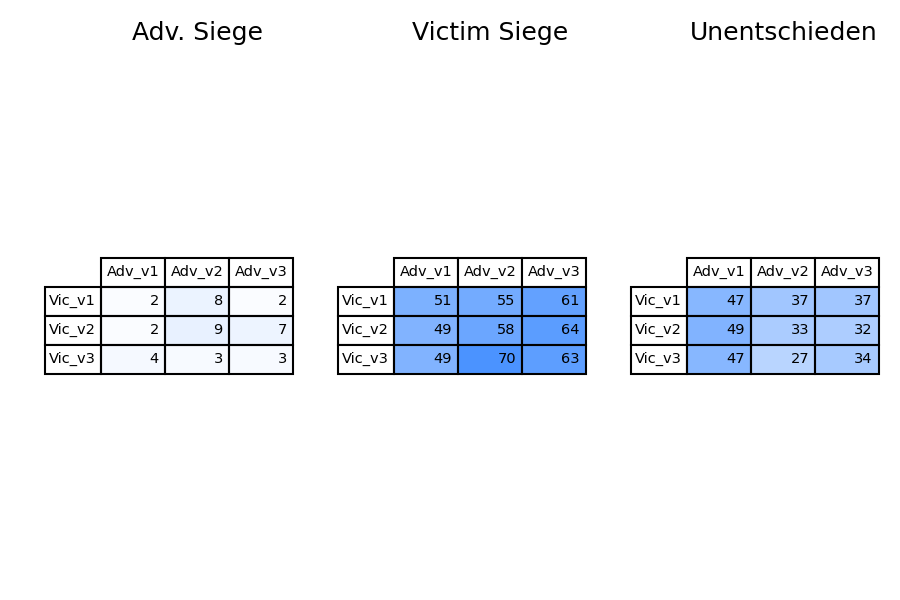 Adv. Siege Victim Siege Unentschieden
Adv_v1 Adv_v2 Adv_v3 Adv_v1 Adv_v2 Adv_v3 Adv_v1 Adv_v2 Adv_v3
Vic_v1 2 8 2 Vic_v1 51 55 61 Vic_v1 47 37 37
Vic_v2 2 9 7 Vic_v2 49 58 64 Vic_v2 49 33 32
Vic_v3 4 3 3 Vic_v3 49 70 63 Vic_v3 47 27 34